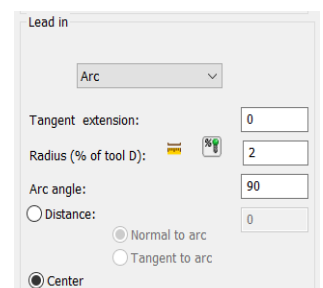 Lead in
Arc
Tangent extension: 0
Radius (% of tool D): % 2
Arc angle: 90
Distance: 0
Normal to arc
Tangent to arc
Center